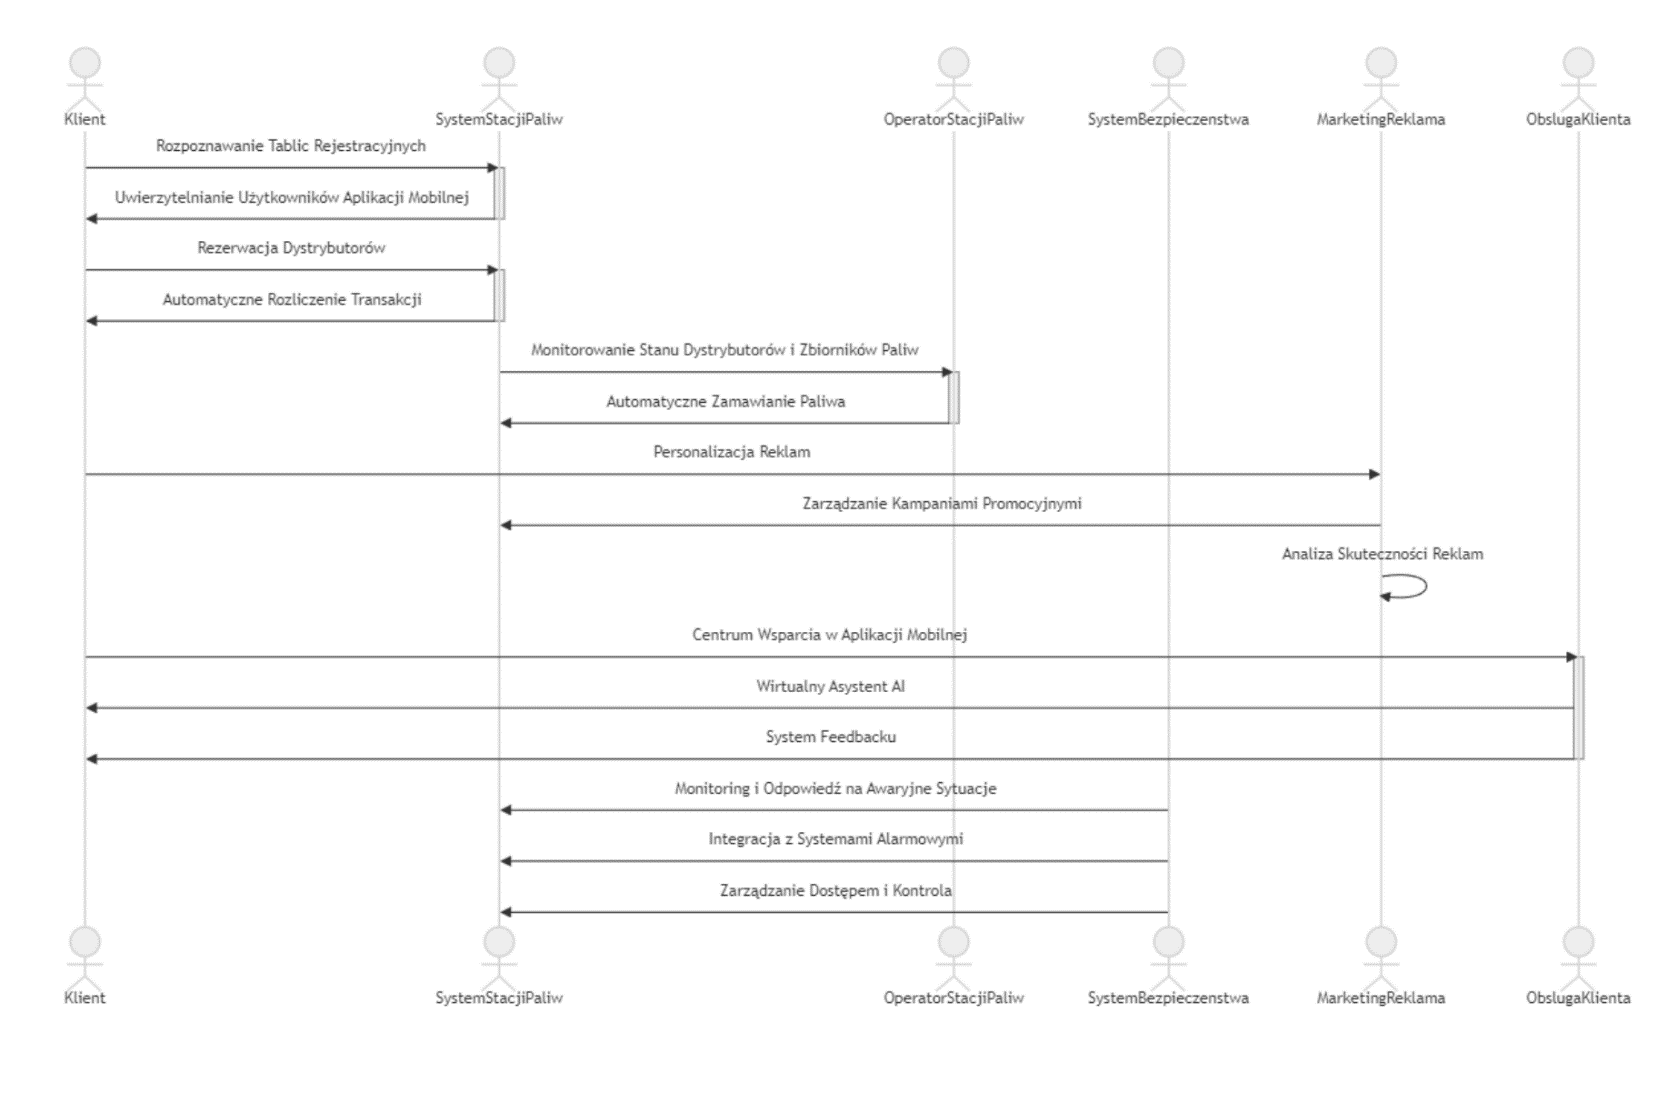 Klient
SystemStacjiPaliw
OperatorStacjiPaliw
SystemBezpieczenstwa
MarketingReklama
ObslugaKlienta
Rozpoznawanie Tablic Rejestracyjnych
Uwierzytelnianie Użytkowników Aplikacji Mobilnej
Rezerwacja Dystrybutorów
Automatyczne Rozliczenie Transakcji
Monitorowanie Stanu Dystrybutorów i Zbiorników Paliw
Automatyczne Zamawianie Paliwa
Personalizacja Reklam
Zarządzanie Kampaniami Promocyjnymi
Analiza Skuteczności Reklam
Centrum Wsparcia w Aplikacji Mobilnej
Wirtualny Asystent AI
System Feedbacku
Monitoring i Odpowiedź na Awaryjne Sytuacje
Integracja z Systemami Alarmowymi
Zarządzanie Dostępem i Kontrola
Klient
SystemStacjiPaliw
OperatorStacjiPaliw
SystemBezpieczenstwa
MarketingReklama
ObslugaKlienta